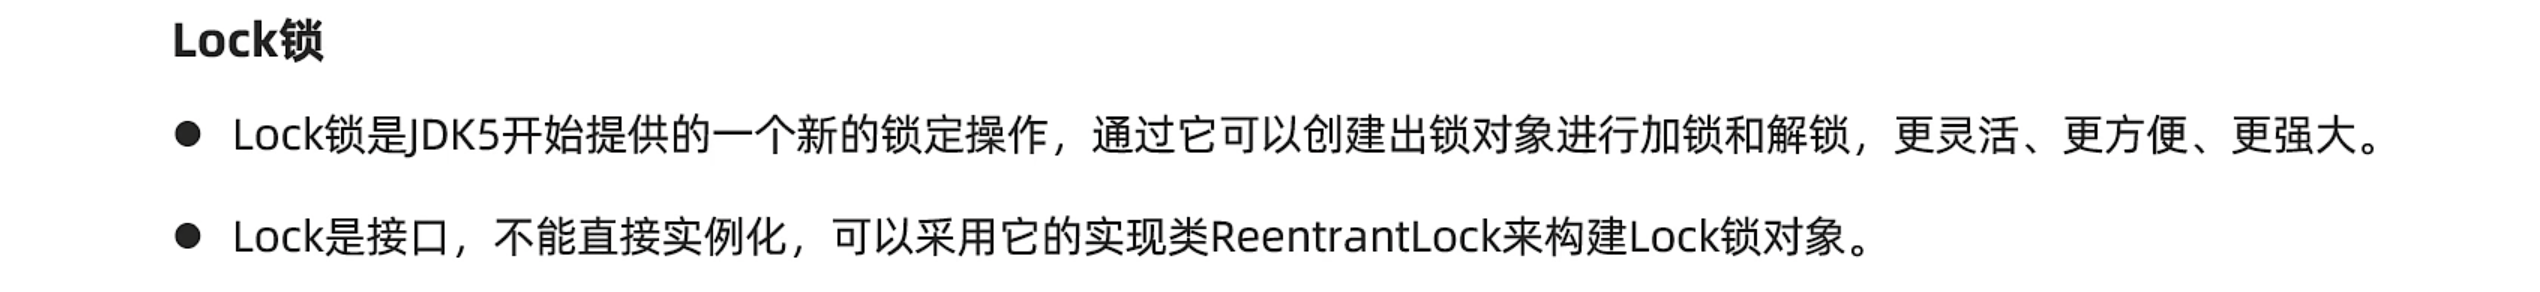 Lock锁
● Lock锁是JDK5开始提供的一个新的锁定操作，通过它可以创建出锁对象进行加锁和解锁，更灵活、更方便、更强大。
● Lock是接口，不能直接实例化，可以采用它的实现类ReentrantLock来构建Lock锁对象。